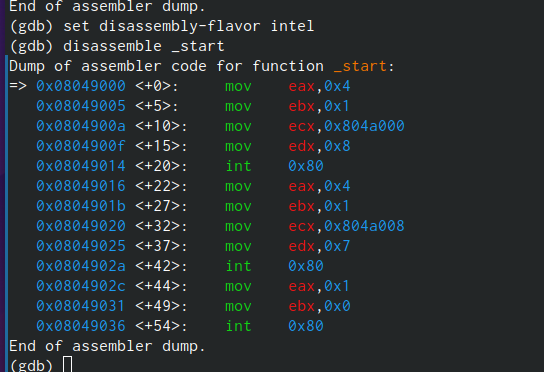 End of assembler dump.
(gdb) set disassembly-flavor intel
(gdb) disassemble _start
Dump of assembler code for function _start:
=> 0x08049000 <+0>:     mov    eax,0x4
   0x08049005 <+5>:     mov    ebx,0x1
   0x0804900a <+10>:    mov    ecx,0x804a000
   0x0804900f <+15>:    mov    edx,0x8
   0x08049014 <+20>:    int    0x80
   0x08049016 <+22>:    mov    eax,0x4
   0x0804901b <+27>:    mov    ebx,0x1
   0x08049020 <+32>:    mov    ecx,0x804a008
   0x08049025 <+37>:    mov    edx,0x7
   0x0804902a <+42>:    int    0x80
   0x0804902c <+44>:    mov    eax,0x1
   0x08049031 <+49>:    mov    ebx,0x0
   0x08049036 <+54>:    int    0x80
End of assembler dump.
(gdb)